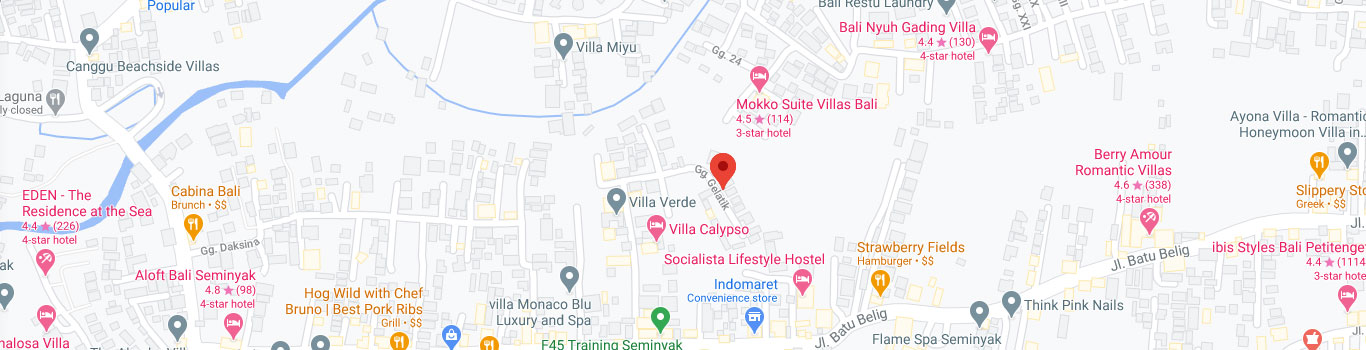 Popular
Canggu Beachside Villas
Laguna
ly closed
EDEN - The
Residence at the Sea
4.4 ★ (226)
4-star hotel
Cabina Bali
Brunch • $$
Gg. Daksina
Aloft Bali Seminyak
4.8 ★ (98)
4-star hotel
Hog Wild with Chef
Bruno | Best Pork Ribs
Grill • $$
Villa Miyu
Villa Verde
Villa Calypso
villa Monaco Blu
Luxury and Spa
F45 Training Seminyak
Gg. 24
Mokko Suite Villas Bali
4.5 ★ (114)
3-star hotel
Gg. Gelatik
Socialista Lifestyle Hostel
Indomaret
Convenience store
Bali Restu Laundry
Bali Nyuh Gading Villa
4.4 ★ (130)
4-star hotel
Gg. XXI
Strawberry Fields
Hamburger • $$
Jl. Batu Belig
Flame Spa Seminyak
Think Pink Nails
Jl. Batu Belig
Berry Amour
Romantic Villas
4.6 ★ (338)
4-star hotel
Ayona Villa - Romantic
Honeymoon Villa in...
Slippery Sto
Greek • $$
Jl.
ibis Styles Bali Petitenge
4.4 ★ (1114
3-star hote
Jl.